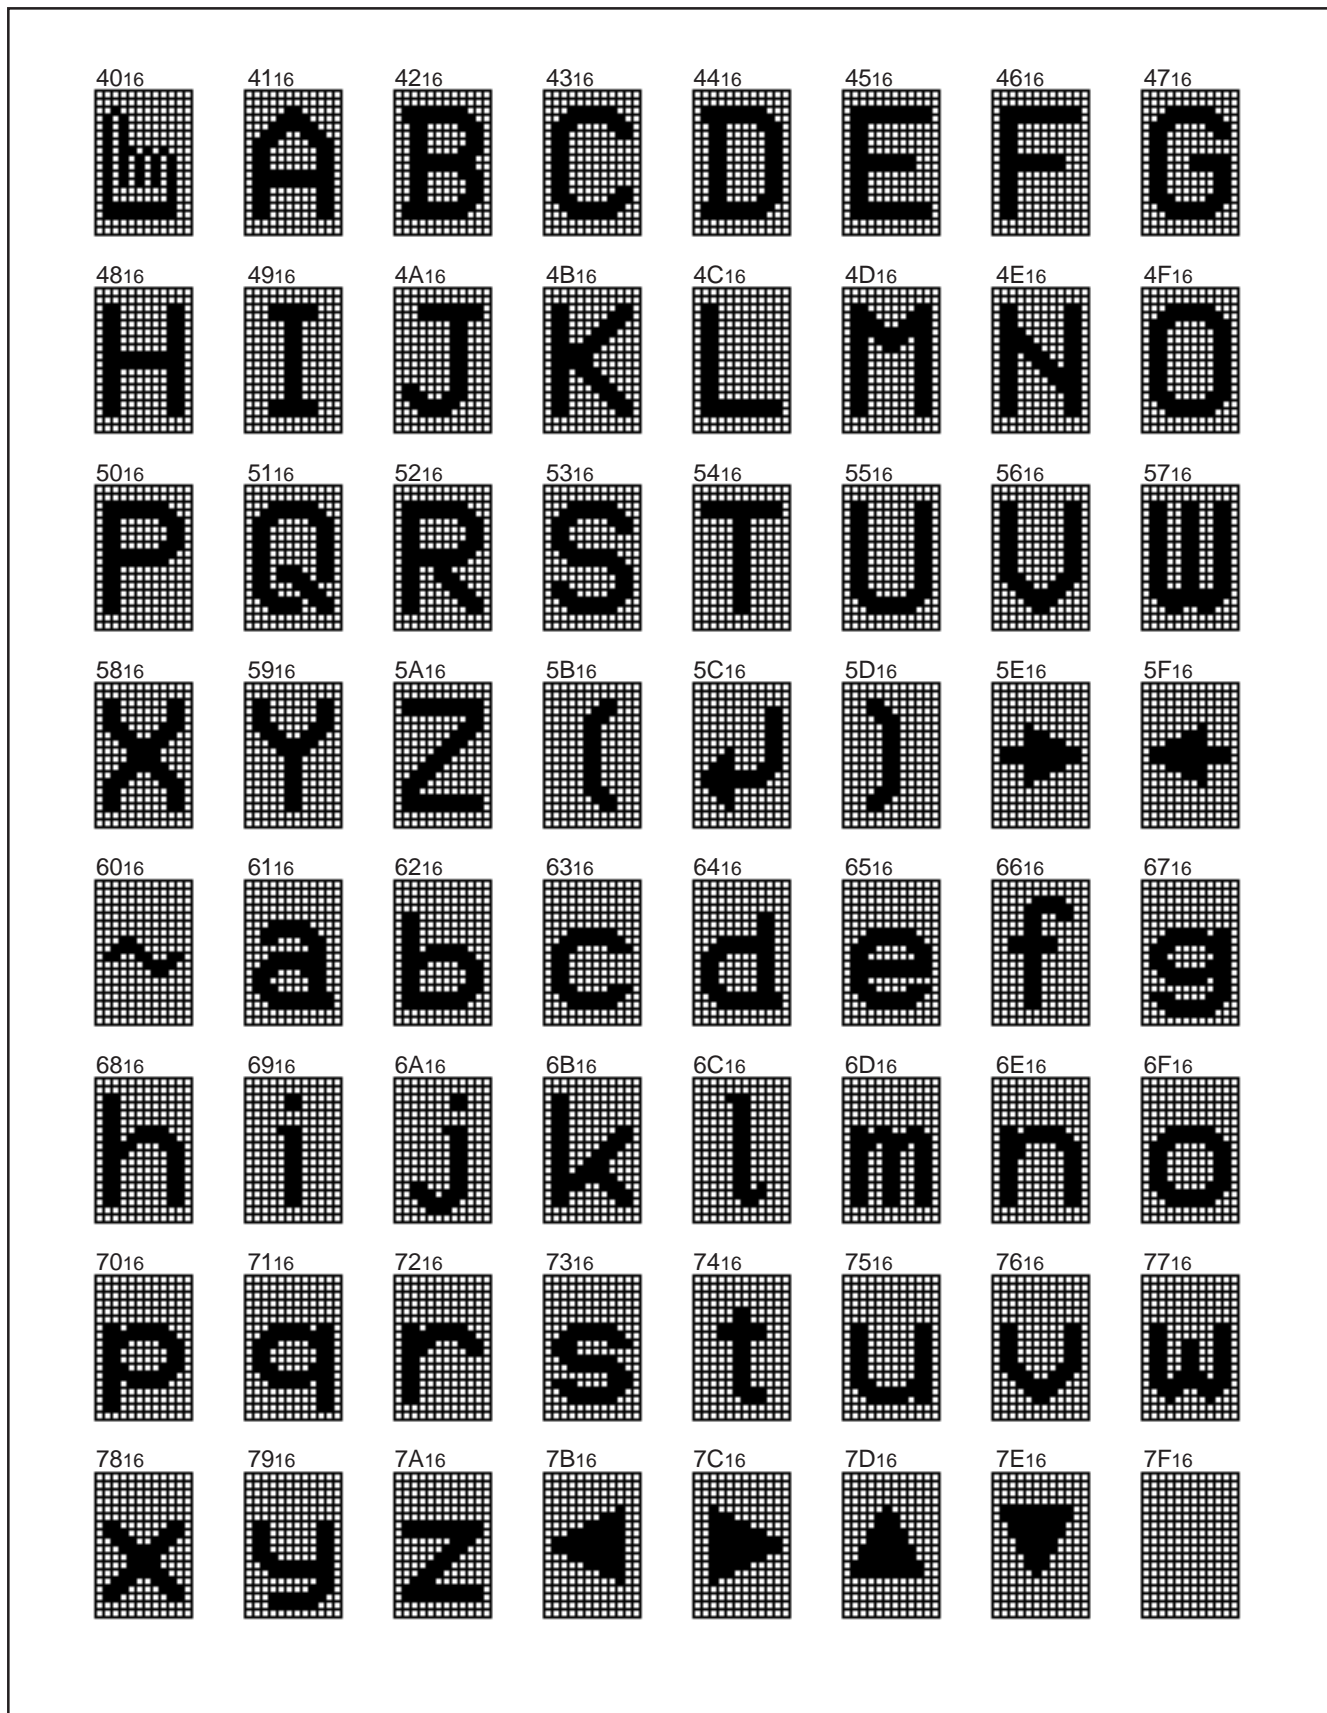 4016 4116 4216 4316 4416 4516 4616 4716
A B C D E F G
4816 4916 4A16 4B16 4C16 4D16 4E16 4F16
H I J K L M N O
5016 5116 5216 5316 5416 5516 5616 5716
P Q R S T U V W
5816 5916 5A16 5B16 5C16 5D16 5E16 5F16
X Y Z ( ↲ ) → ←
6016 6116 6216 6316 6416 6516 6616 6716
~ a b c d e f g
6816 6916 6A16 6B16 6C16 6D16 6E16 6F16
h i j k l m n o
7016 7116 7216 7316 7416 7516 7616 7716
p q r s t u v w
7816 7916 7A16 7B16 7C16 7D16 7E16 7F16
x y z ◀ ▶ ▲ ▼